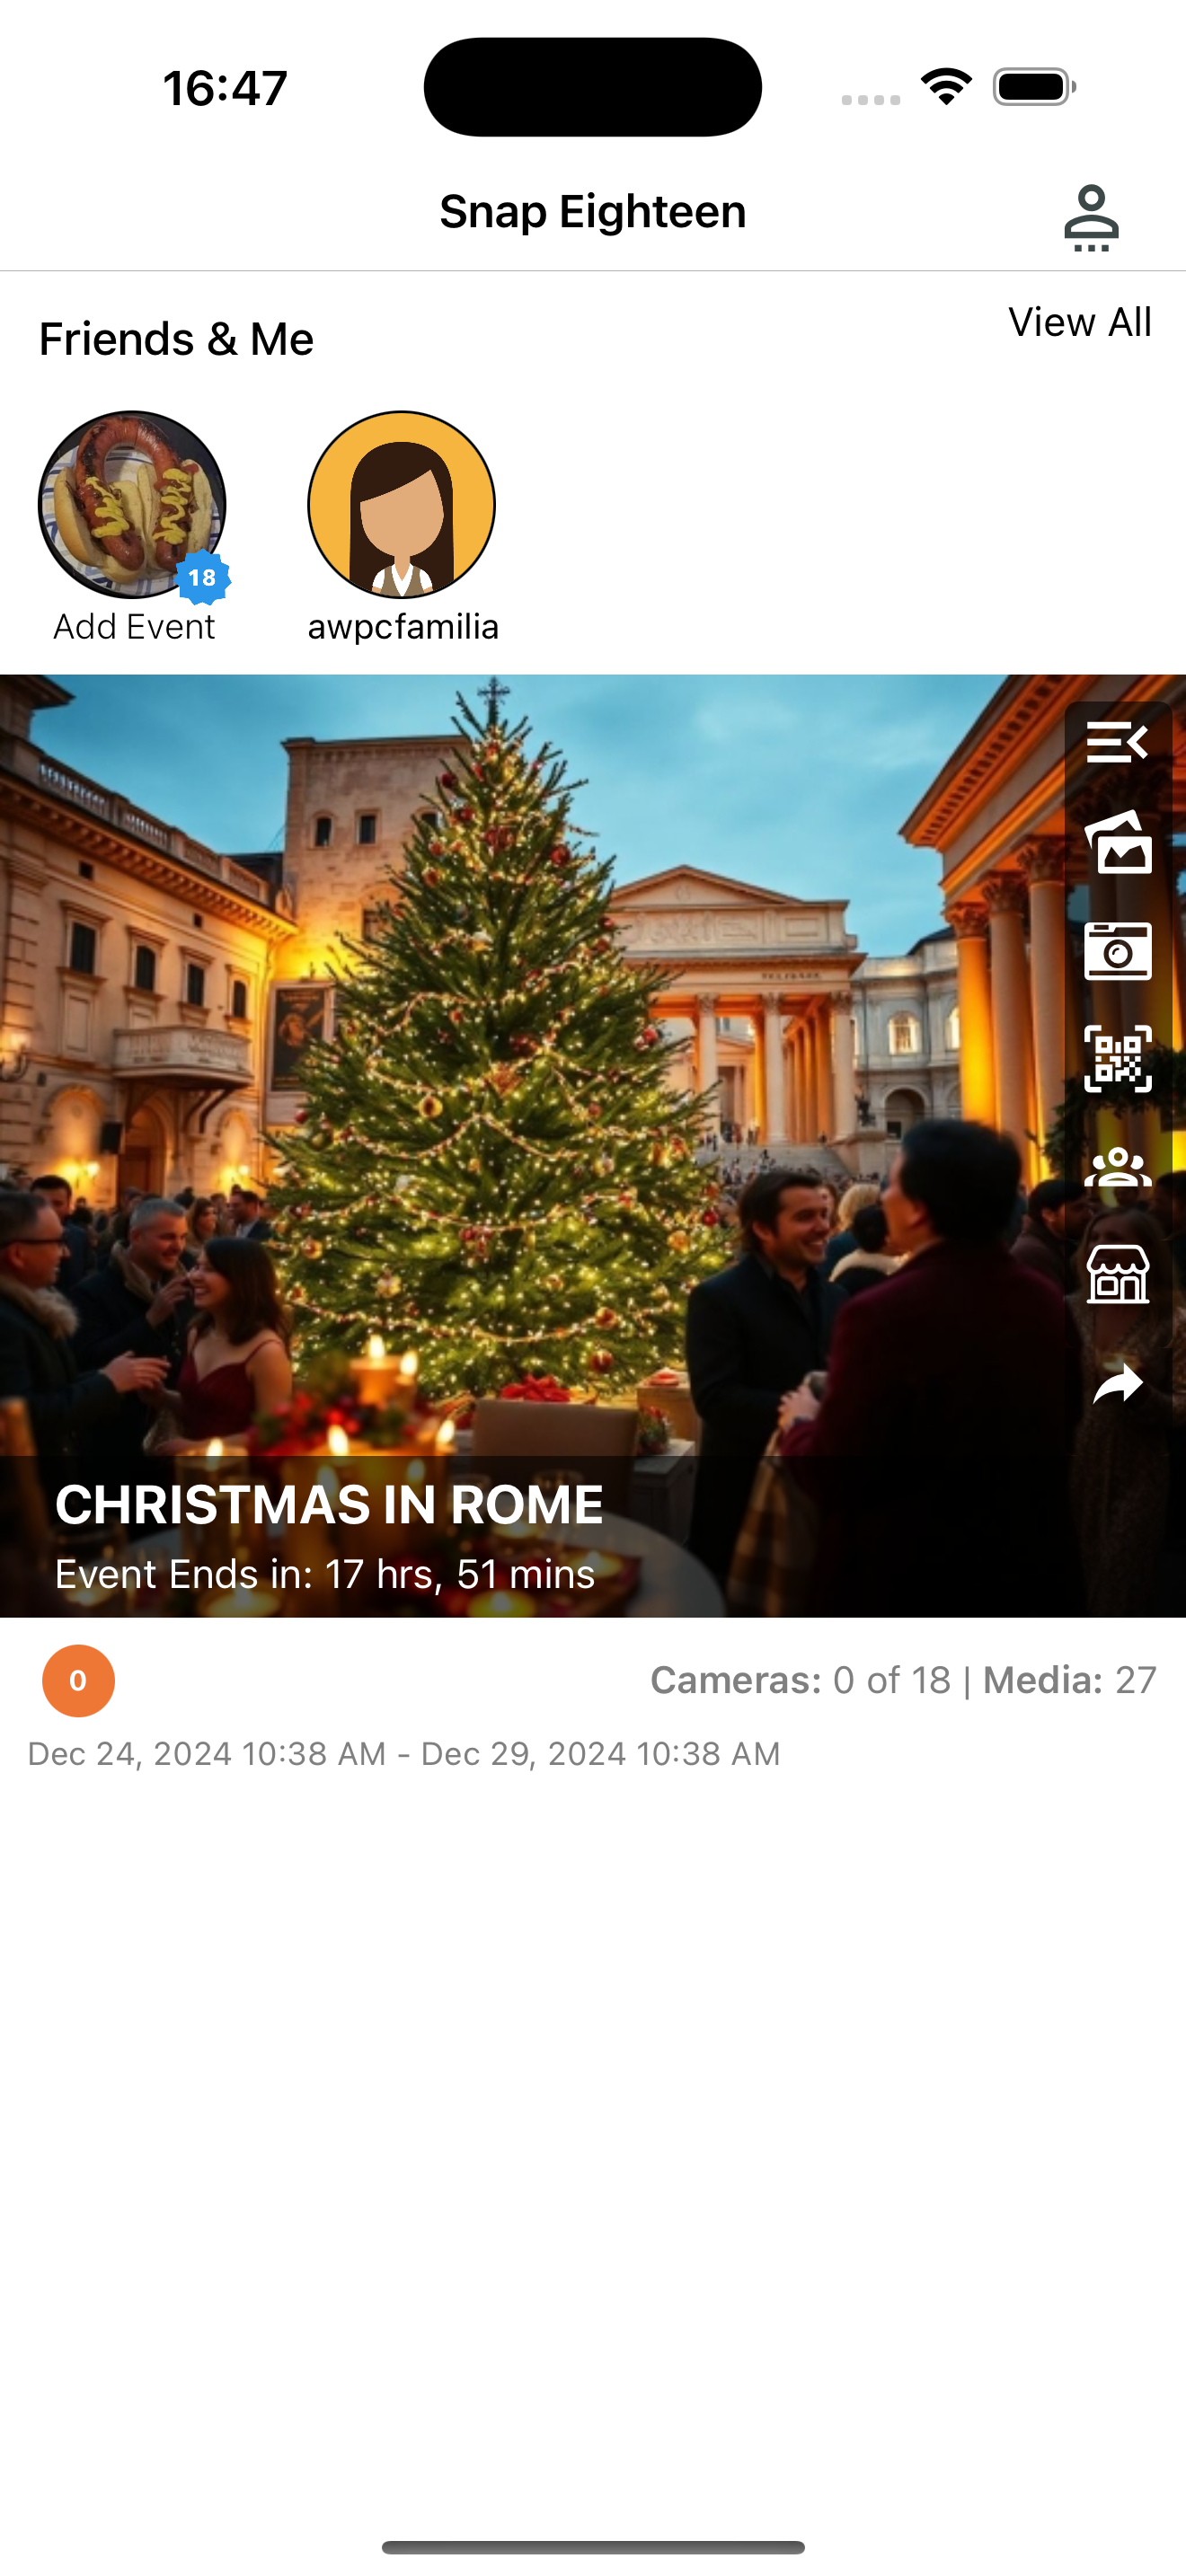 16:47
Snap Eighteen
Friends & Me
View All
18
Add Event
awpcfamilia
CHRISTMAS IN ROME
Event Ends in: 17 hrs, 51 mins
0
Cameras: 0 of 18 | Media: 27
Dec 24, 2024 10:38 AM - Dec 29, 2024 10:38 AM